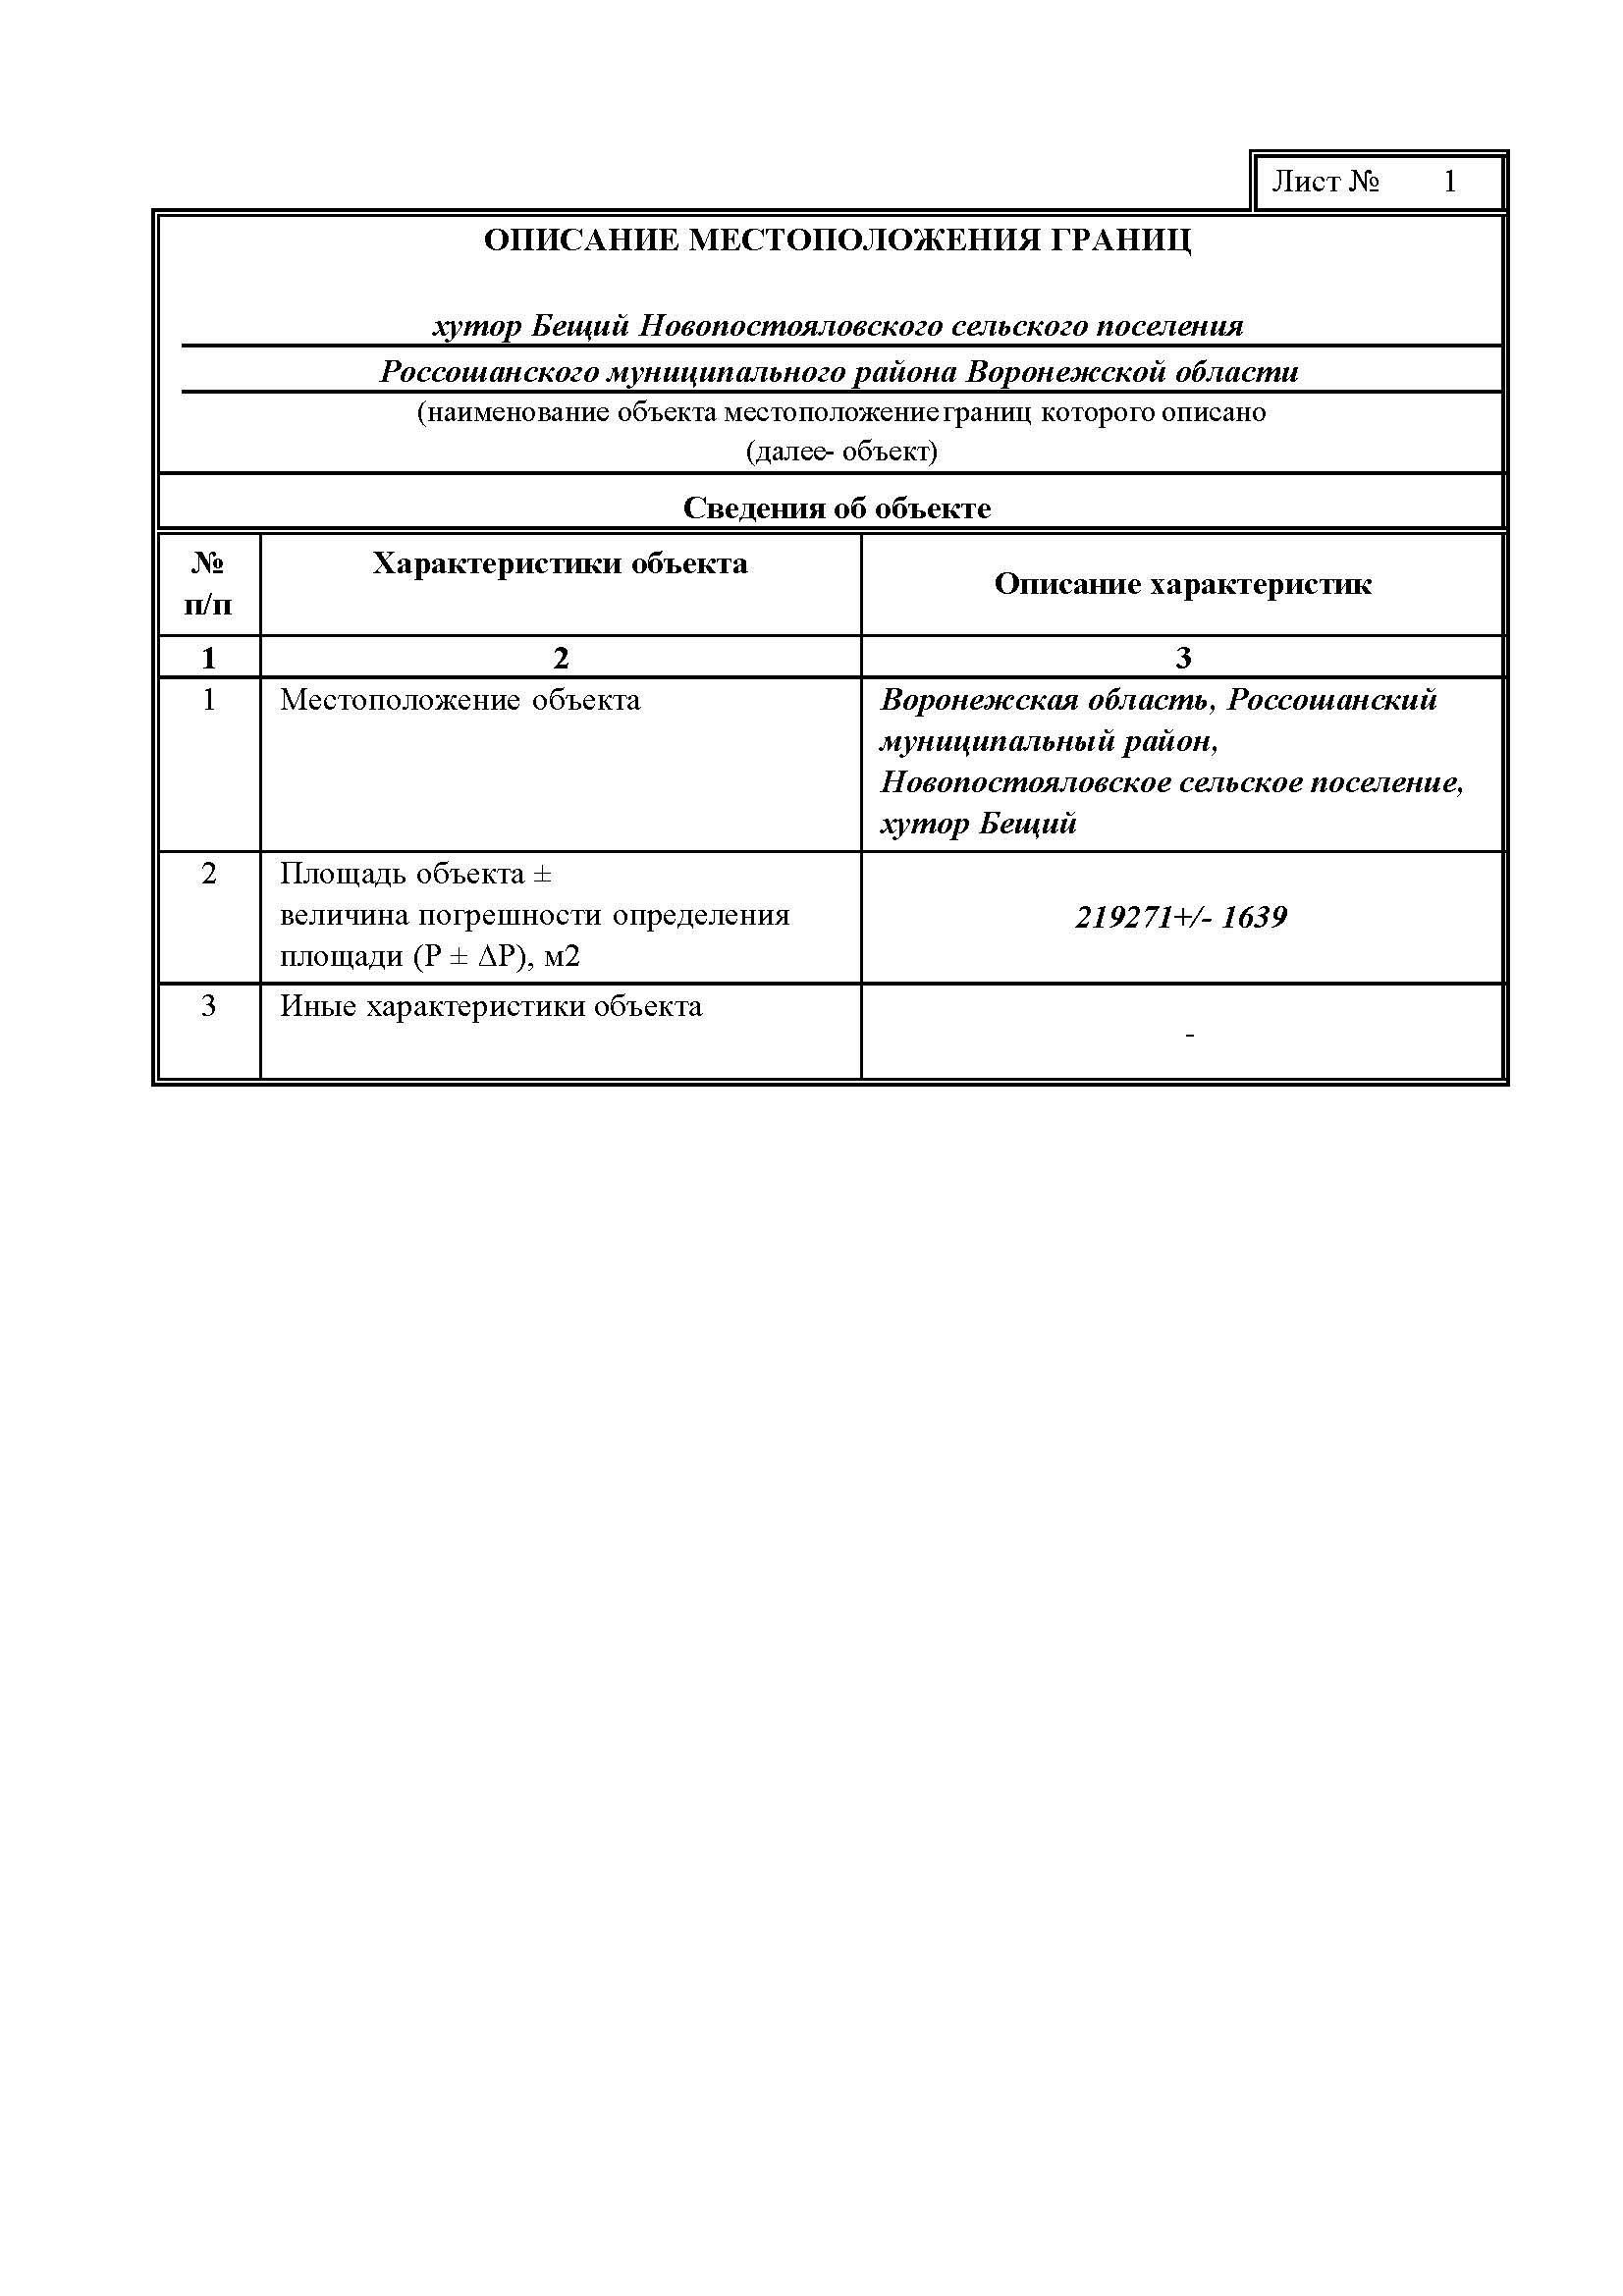 Лист № 1
ОПИСАНИЕ МЕСТОПОЛОЖЕНИЯ ГРАНИЦ
хутор Бещий Новопостояловского сельского поселения
Россошанского муниципального района Воронежской области
(наименование объекта местоположение границ которого описано
(далее- объект)
Сведения об объекте
№ п/п
Характеристики объекта
Описание характеристик
1 2 3
1 Местоположение объекта
Воронежская область, Россошанский
муниципальный район,
Новопостояловское сельское поселение,
хутор Бещий
2 Площадь объекта ±
величина погрешности определения
площади (P ± ΔP), м2
219271+/- 1639
3 Иные характеристики объекта
-